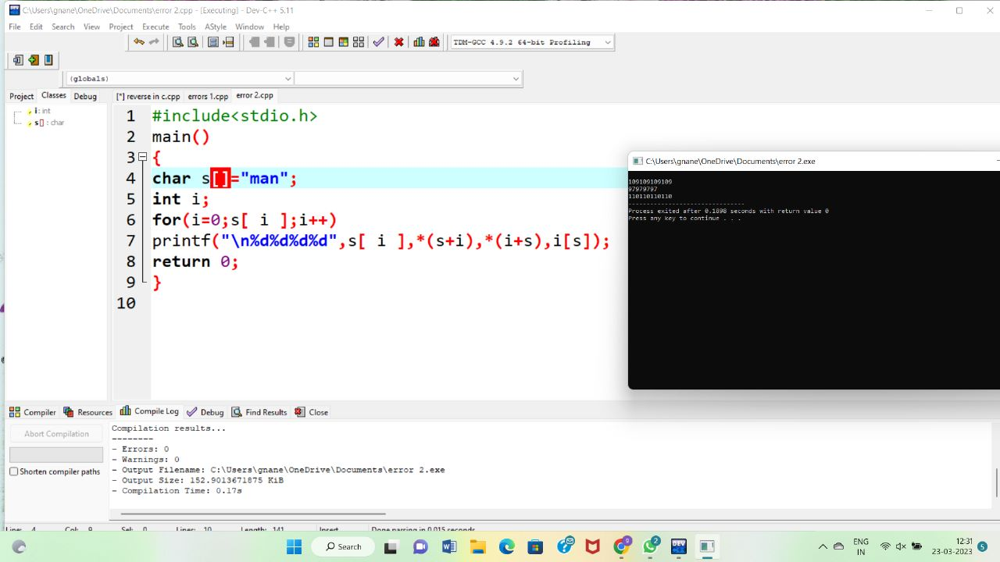 C:\Users\gnane\OneDrive\Documents\error 2.cpp - [Executing] - Dev-C++ 5.11
File Edit Search View Project Execute Tools AStyle Window Help
TDM-GCC 4.9.2 64-bit Profiling
(globals)
Project Classes Debug
[*] reverse in c.cpp errors 1.cpp error 2.cpp
i : int
s [] : char
1 #include<stdio.h>
2 main()
3 {
4 char s[]="man";
5 int i;
6 for(i=0;s[ i ];i++)
7 printf("\n%d%d%d%d",s[ i ],*(s+i),*(i+s),i[s]);
8 return 0;
9 }
10
C:\Users\gnane\OneDrive\Documents\error 2.exe
109109109109
97979797
110110110110
--------------------------------
Process exited after 0.1898 seconds with return value 0
Press any key to continue . . .
Compiler Resources Compile Log Debug Find Results Close
Abort Compilation
Shorten compiler paths
Compilation results...
--------
- Errors: 0
- Warnings: 0
- Output Filename: C:\Users\gnane\OneDrive\Documents\error 2.exe
- Output Size: 152.9013671875 KiB
- Compilation Time: 0.17s
Line: 4 Col: 9 Sel: 0 Lines: 10 Length: 141 Insert Done parsing in 0.015 seconds
Search
9
2
DEV
ENG
IN
12:31
23-03-2023
5